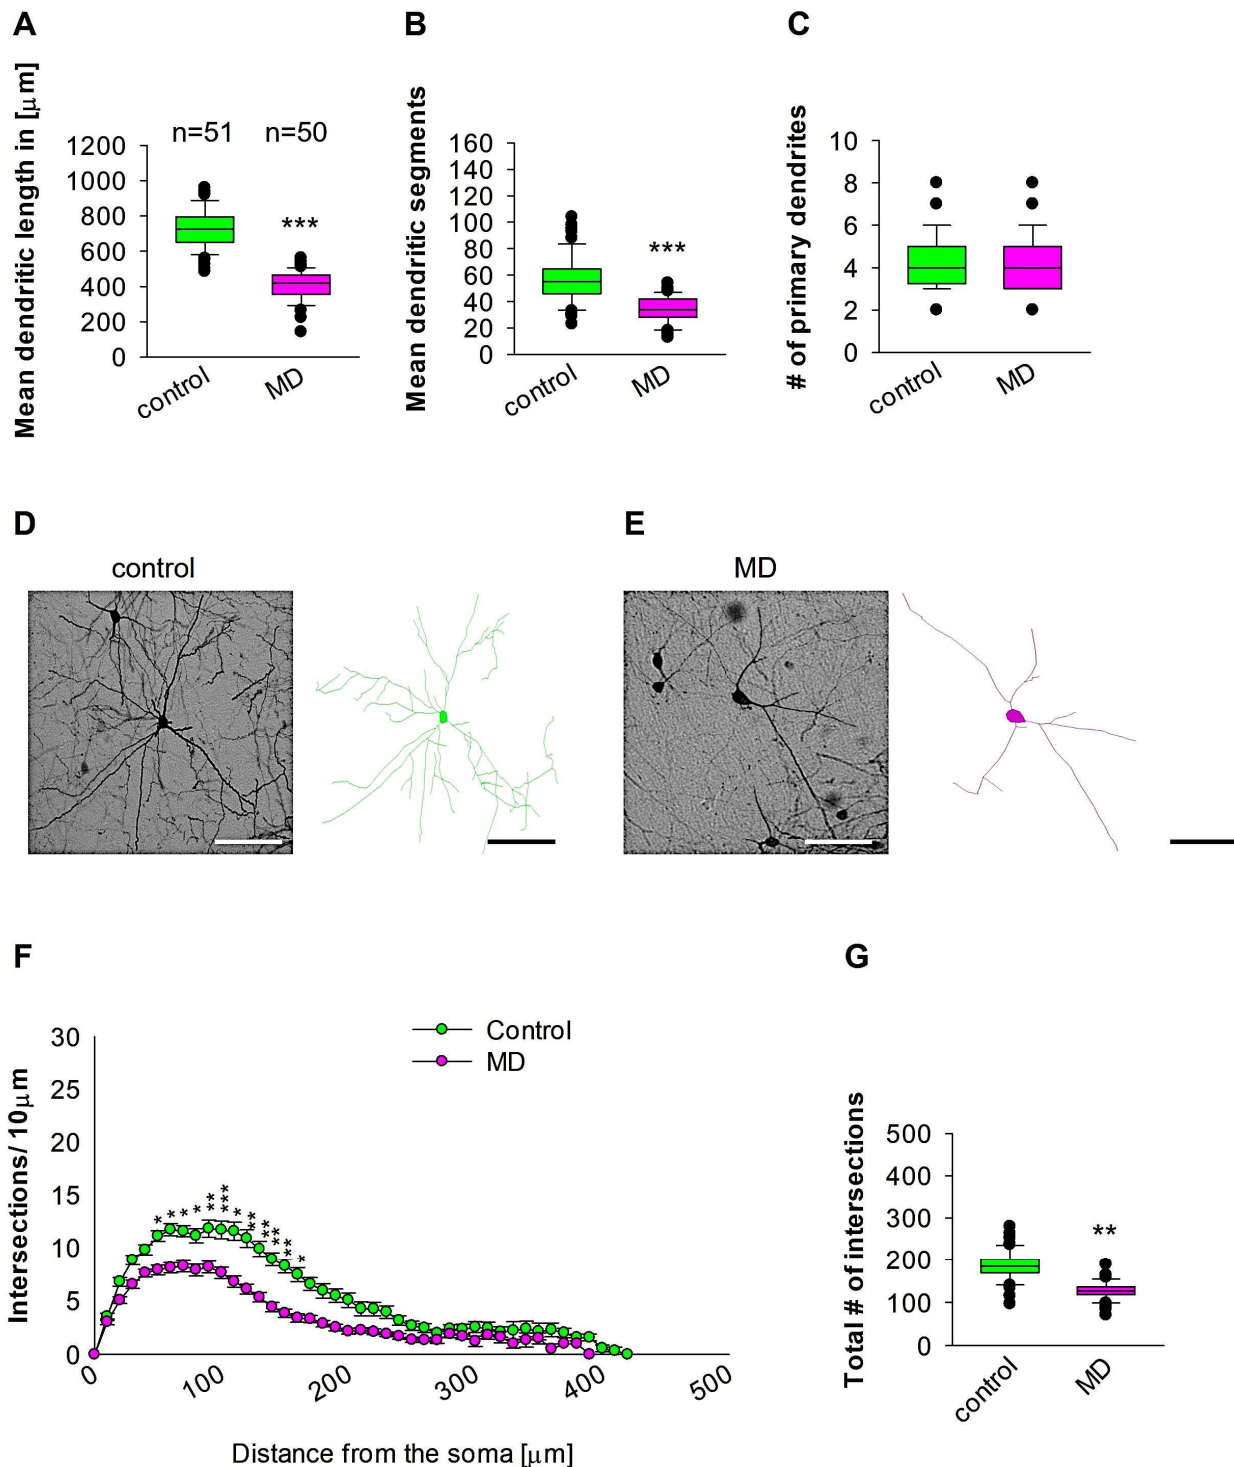 A
Mean dendritic length in [μm]
n=51 n=50
1200
1000
800
600
400
200
0
***
control
MD
B
Mean dendritic segments
160
140
120
100
80
60
40
20
0
***
control
MD
C
# of primary dendrites
10
8
6
4
2
0
control
MD
D
control
E
MD
F
Intersections/ 10μm
30
25
20
15
10
5
0
Control
MD
* * * * ** *** * ** ** ** ** *
0 100 200 300 400 500
Distance from the soma [μm]
G
Total # of intersections
500
400
300
200
100
0
**
control
MD